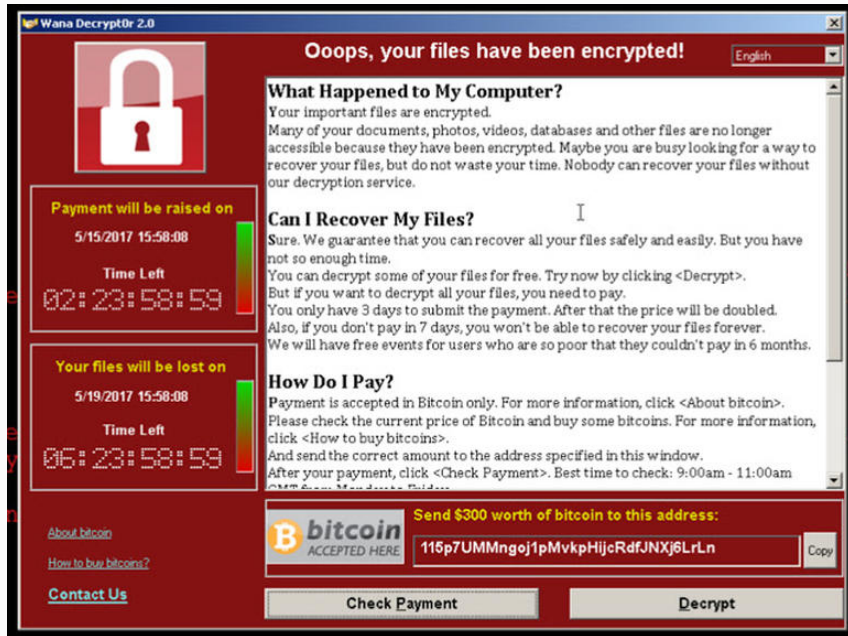 Wana Decrypt0r 2.0
Ooops, your files have been encrypted!
English
Payment will be raised on
5/15/2017 15:58:08
Time Left
02:23:58:59
Your files will be lost on
5/19/2017 15:58:08
Time Left
06:23:58:59
About bitcoin
How to buy bitcoins?
Contact Us
What Happened to My Computer?
Your important files are encrypted.
Many of your documents, photos, videos, databases and other files are no longer
accessible because they have been encrypted. Maybe you are busy looking for a way to
recover your files, but do not waste your time. Nobody can recover your files without
our decryption service.
Can I Recover My Files?
Sure. We guarantee that you can recover all your files safely and easily. But you have
not so enough time.
You can decrypt some of your files for free. Try now by clicking <Decrypt>.
But if you want to decrypt all your files, you need to pay.
You only have 3 days to submit the payment. After that the price will be doubled.
Also, if you don't pay in 7 days, you won't be able to recover your files forever.
We will have free events for users who are so poor that they couldn't pay in 6 months.
How Do I Pay?
Payment is accepted in Bitcoin only. For more information, click <About bitcoin>.
Please check the current price of Bitcoin and buy some bitcoins. For more information,
click <How to buy bitcoins>.
And send the correct amount to the address specified in this window.
After your payment, click <Check Payment>. Best time to check: 9:00am - 11:00am
GMT from Monday to Friday
bitcoin
ACCEPTED HERE
Send $300 worth of bitcoin to this address:
115p7UMMngoj1pMvkpHijcRdfJNXj6LrLn
Copy
Check Payment
Decrypt